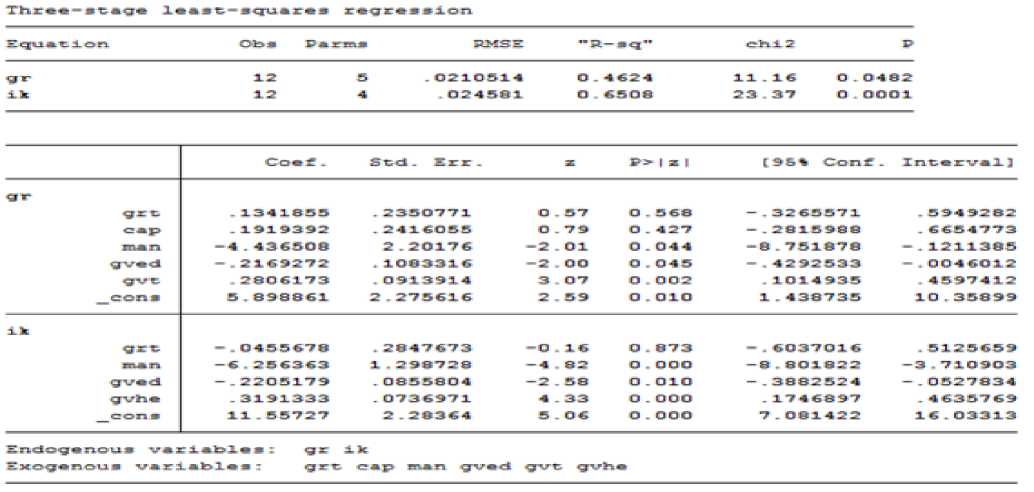 Three-stage least-squares regression
Equation Obs Parms RMSE "R-sq" chi2 P
gr 12 5 .0210514 0.4624 11.16 0.0482
ik 12 4 .024581 0.6508 23.37 0.0001
Coef. Std. Err. z P>|z| [95% Conf. Interval]
gr
grt .1341855 .2350771 0.57 0.568 -.3265571 .5949282
cap .1919392 .2416055 0.79 0.427 -.2815988 .6654773
man -4.436508 2.20176 -2.01 0.044 -8.751878 -.1211385
gved -.2169272 .1083316 -2.00 0.045 -.4292533 -.0046012
gvt .2806173 .0913914 3.07 0.002 .1014935 .4597412
_cons 5.898861 2.275616 2.59 0.010 1.438735 10.35899
ik
grt -.0455678 .2847673 -0.16 0.873 -.6037016 .5125659
man -6.256363 1.298728 -4.82 0.000 -8.801822 -3.710903
gved -.2205179 .0855804 -2.58 0.010 -.3882524 -.0527834
gvhe .3191333 .0736971 4.33 0.000 .1746897 .4635769
_cons 11.55727 2.28364 5.06 0.000 7.081422 16.03313
Endogenous variables: gr ik
Exogenous variables: grt cap man gved gvt gvhe